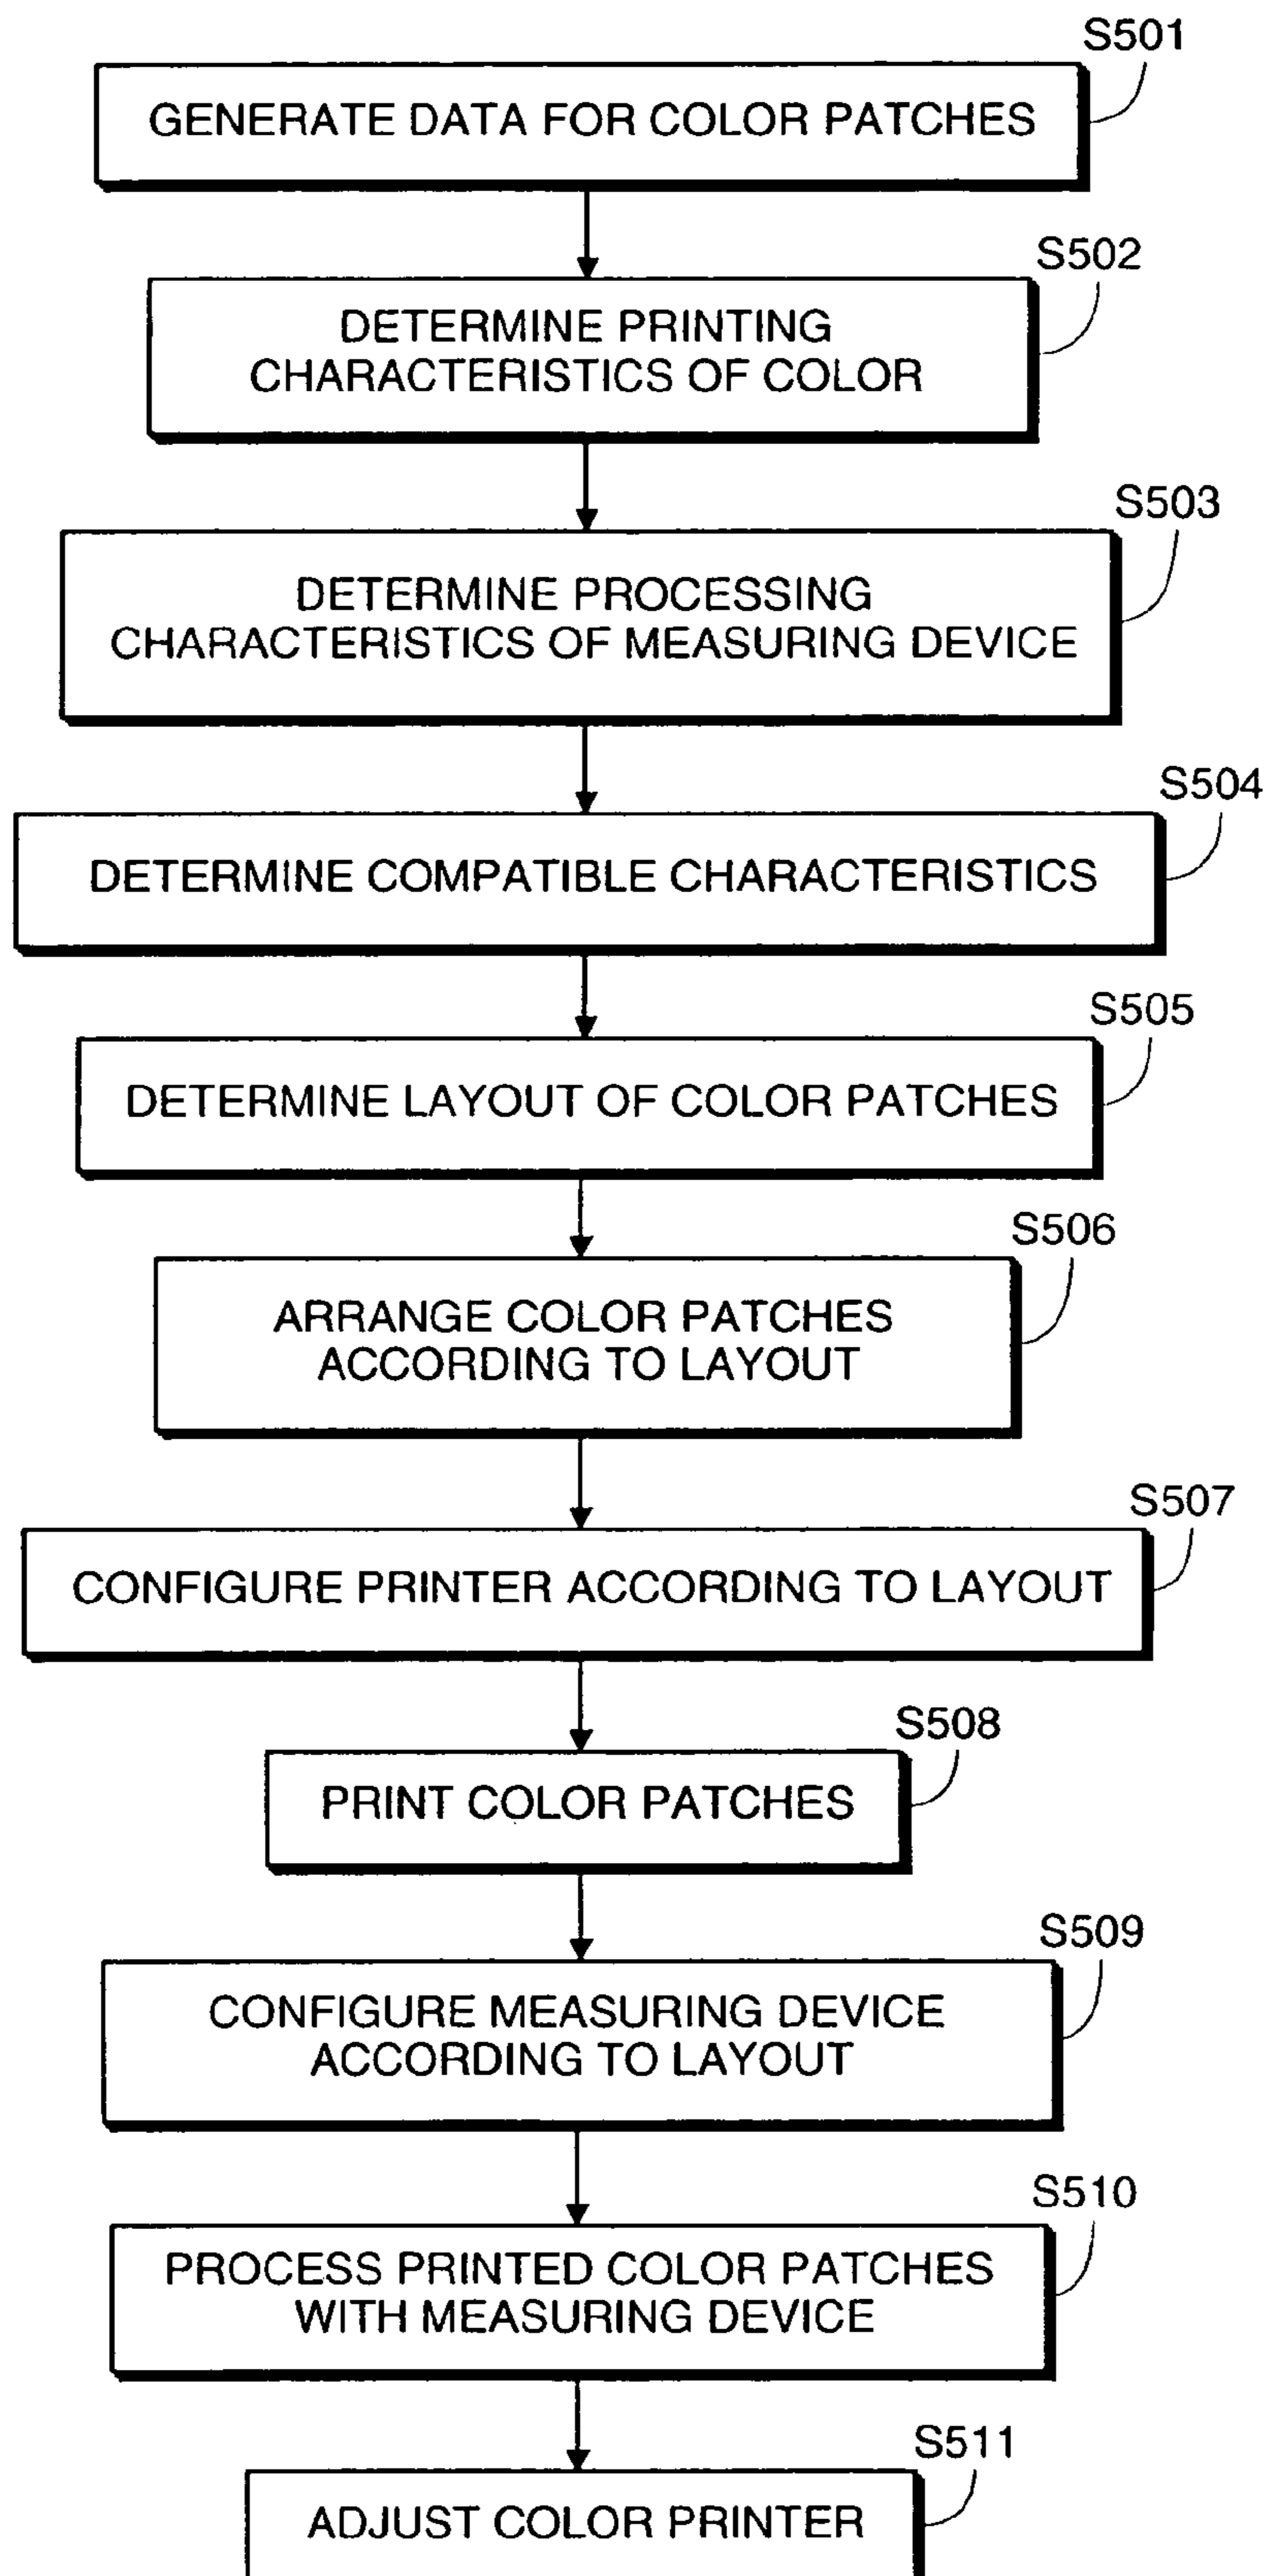 S501
GENERATE DATA FOR COLOR PATCHES
S502
DETERMINE PRINTING
CHARACTERISTICS OF COLOR
S503
DETERMINE PROCESSING
CHARACTERISTICS OF MEASURING DEVICE
S504
DETERMINE COMPATIBLE CHARACTERISTICS
S505
DETERMINE LAYOUT OF COLOR PATCHES
S506
ARRANGE COLOR PATCHES
ACCORDING TO LAYOUT
S507
CONFIGURE PRINTER ACCORDING TO LAYOUT
S508
PRINT COLOR PATCHES
S509
CONFIGURE MEASURING DEVICE
ACCORDING TO LAYOUT
S510
PROCESS PRINTED COLOR PATCHES
WITH MEASURING DEVICE
S511
ADJUST COLOR PRINTER